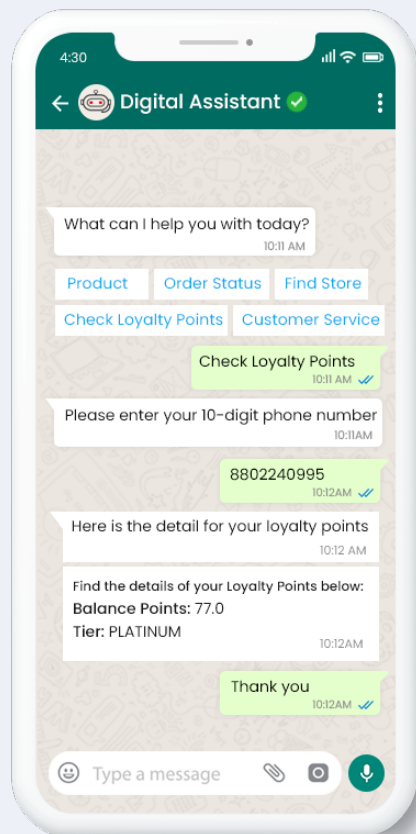 4:30
Digital Assistant
What can I help you with today?
10:11 AM
Product Order Status Find Store
Check Loyalty Points Customer Service
Check Loyalty Points
10:11 AM
Please enter your 10-digit phone number
10:11AM
8802240995
10:12AM
Here is the detail for your loyalty points
10:12 AM
Find the details of your Loyalty Points below:
Balance Points: 77.0
Tier: PLATINUM
10:12AM
Thank you
10:12AM
Type a message